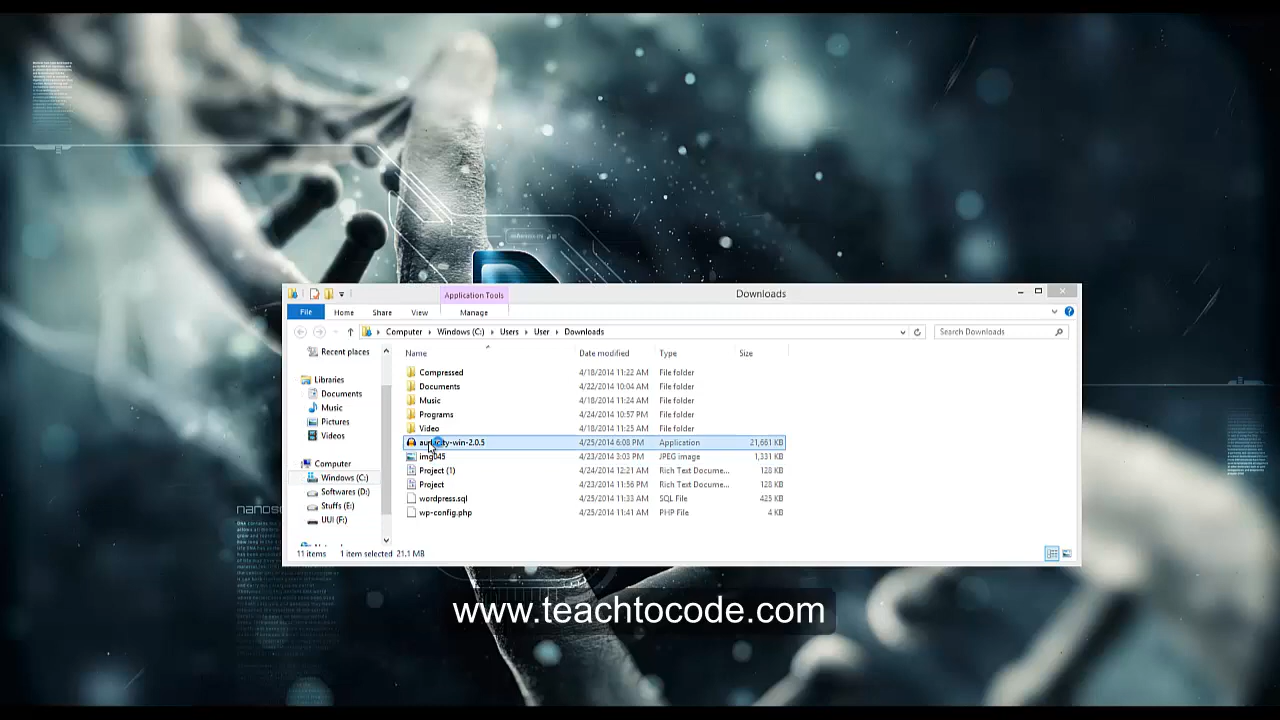 Application Tools
Downloads
File Home Share View Manage
Computer Windows (C:) Users User Downloads
Search Downloads
Recent places
Libraries
Documents
Music
Pictures
Videos
Computer
Windows (C:)
Softwares (D:)
Stuffs (E:)
UUI (F:)
Name Date modified Type Size
Compressed 4/18/2014 11:22 AM File folder
Documents 4/22/2014 10:04 AM File folder
Music 4/18/2014 11:24 AM File folder
Programs 4/24/2014 10:57 PM File folder
Video 4/18/2014 11:25 AM File folder
audacity-win-2.0.5 4/25/2014 6:08 PM Application 21,661 KB
img045 4/23/2014 3:03 PM JPEG image 1,331 KB
Project (1) 4/24/2014 12:21 AM Rich Text Docume... 128 KB
Project 4/23/2014 11:56 PM Rich Text Docume... 128 KB
wordpress.sql 4/25/2014 11:33 AM SQL File 425 KB
wp-config.php 4/25/2014 11:41 AM PHP File 4 KB
11 items 1 item selected 21.1 MB
www.teachtocode.com